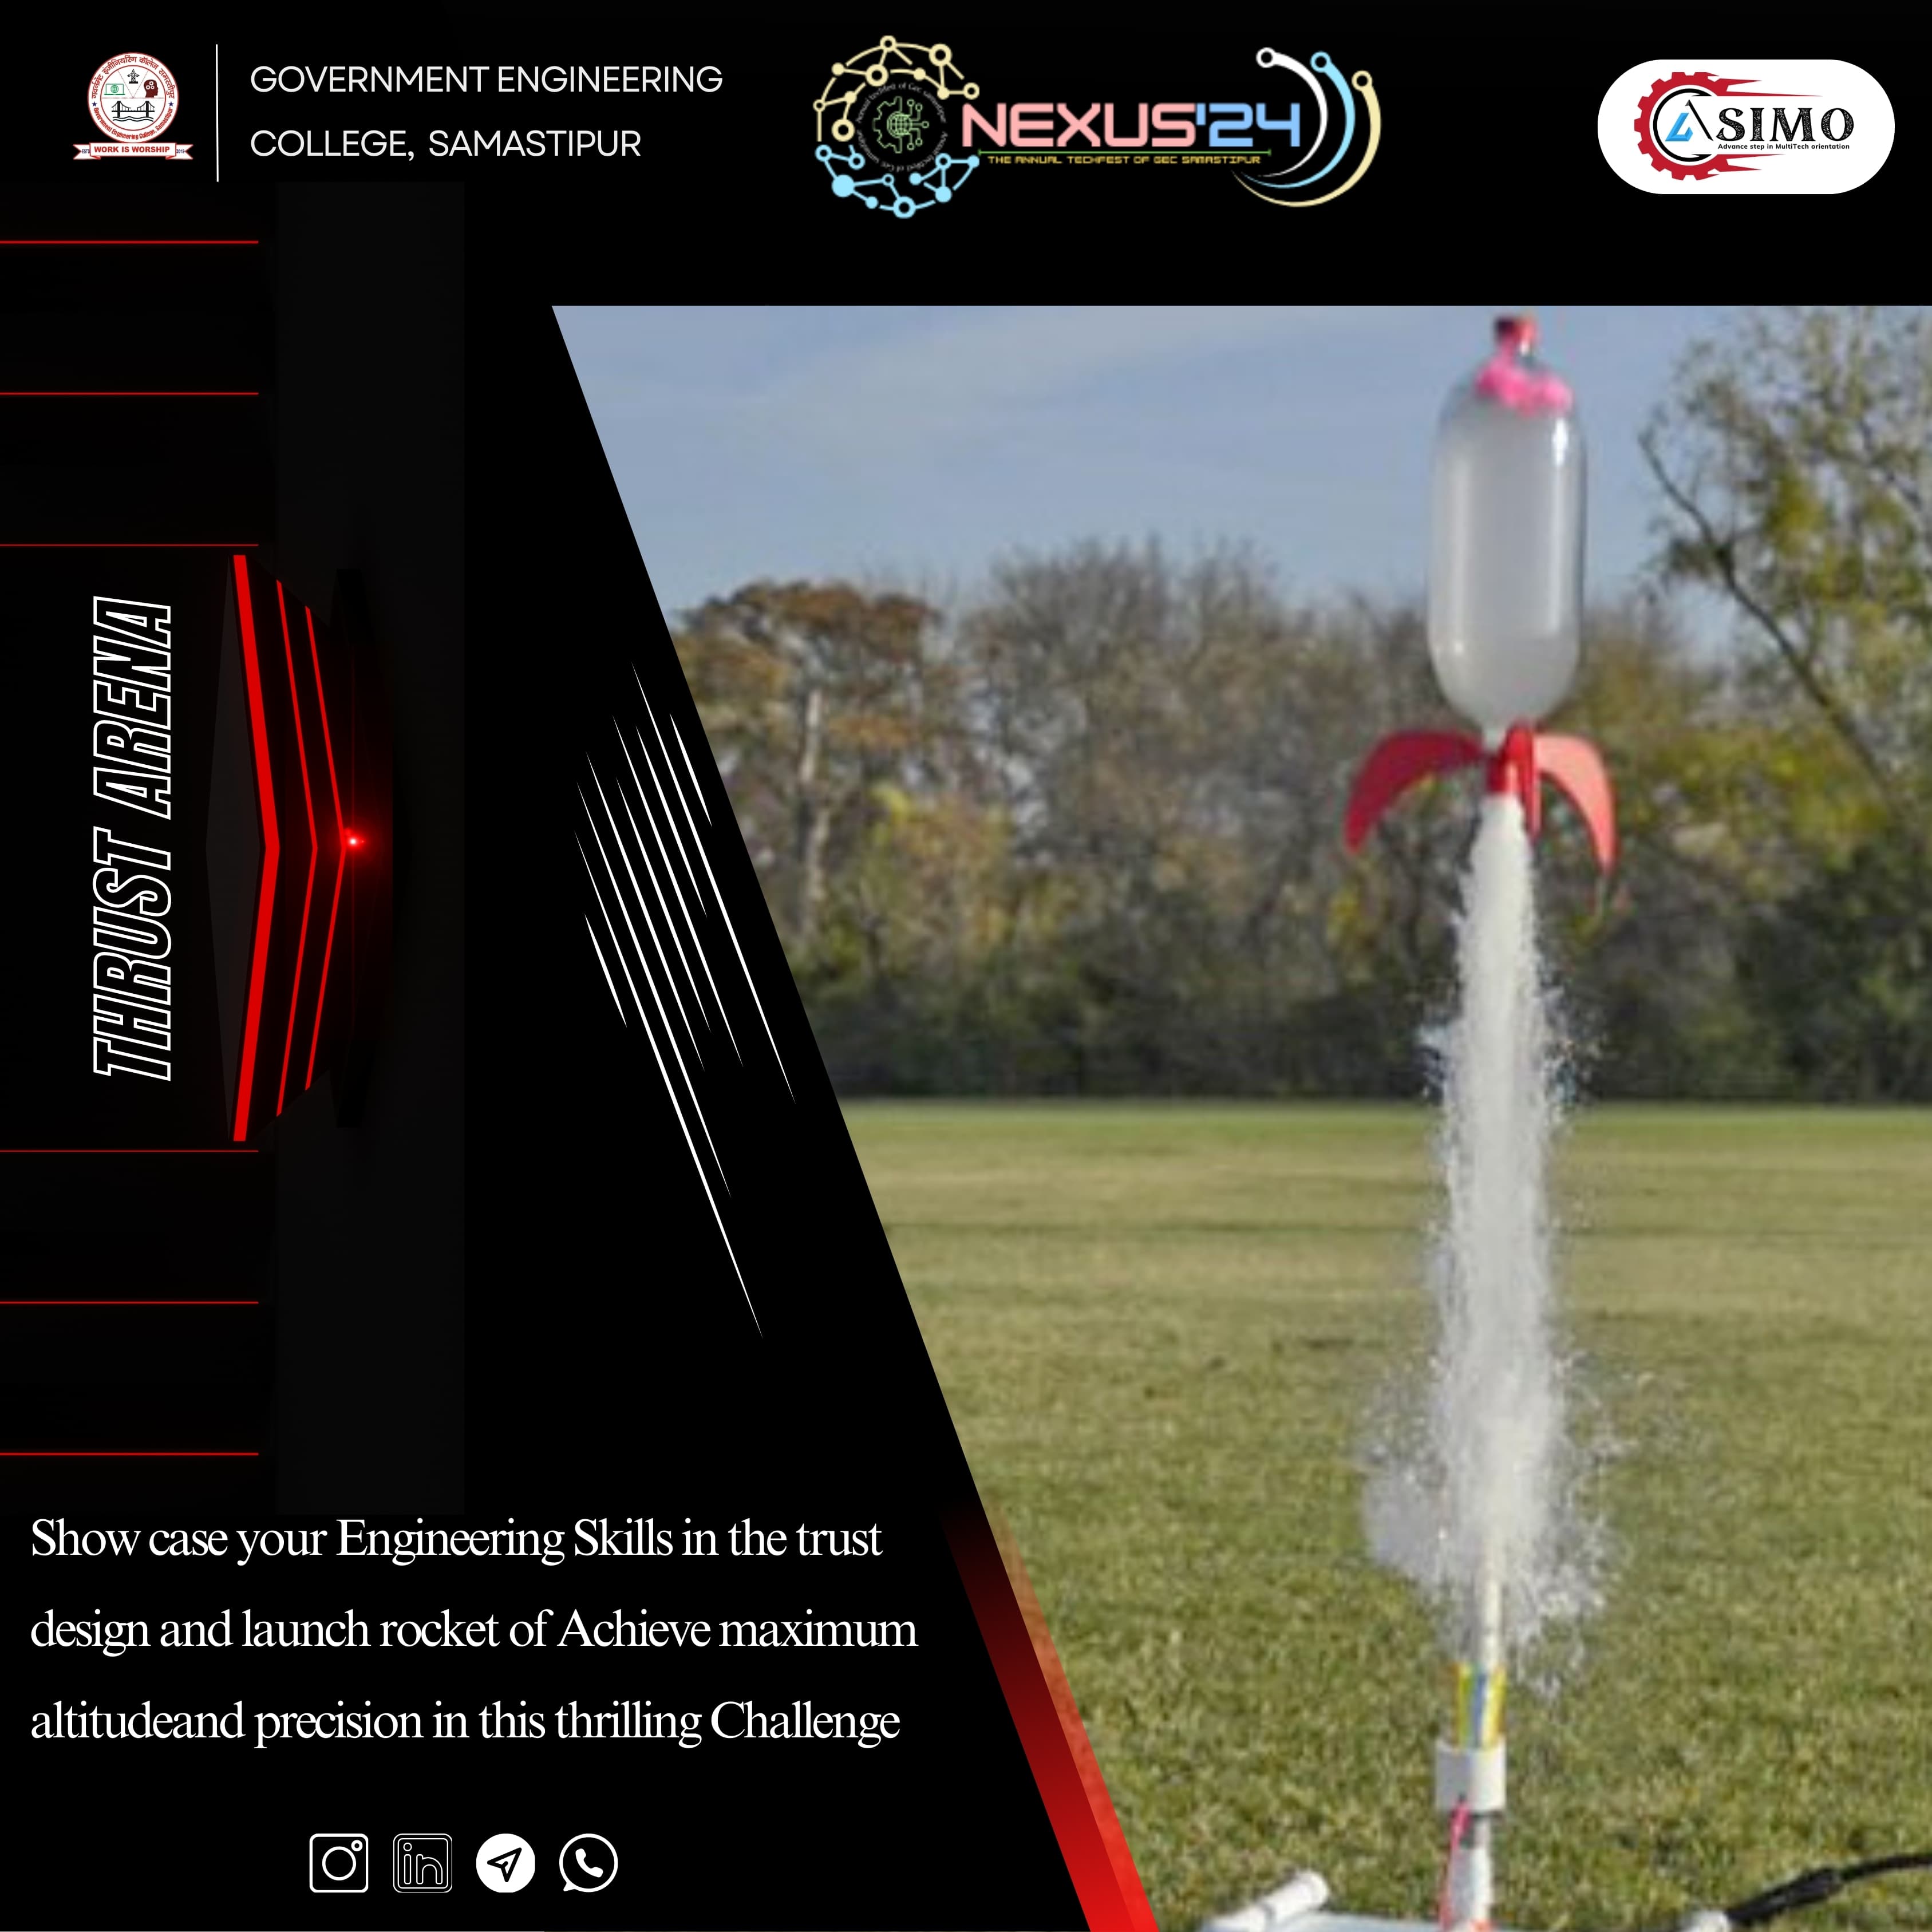 GOVERNMENT ENGINEERING
COLLEGE, SAMASTIPUR
WORK IS WORSHIP
NEXUS'24
THE ANNUAL TECHFEST OF GEC SAMASTIPUR
ASIMO
Advance step in MultiTech orientation
THRUST ARENA
Show case your Engineering Skills in the trust
design and launch rocket of Achieve maximum
altitudeand precision in this thrilling Challenge
in